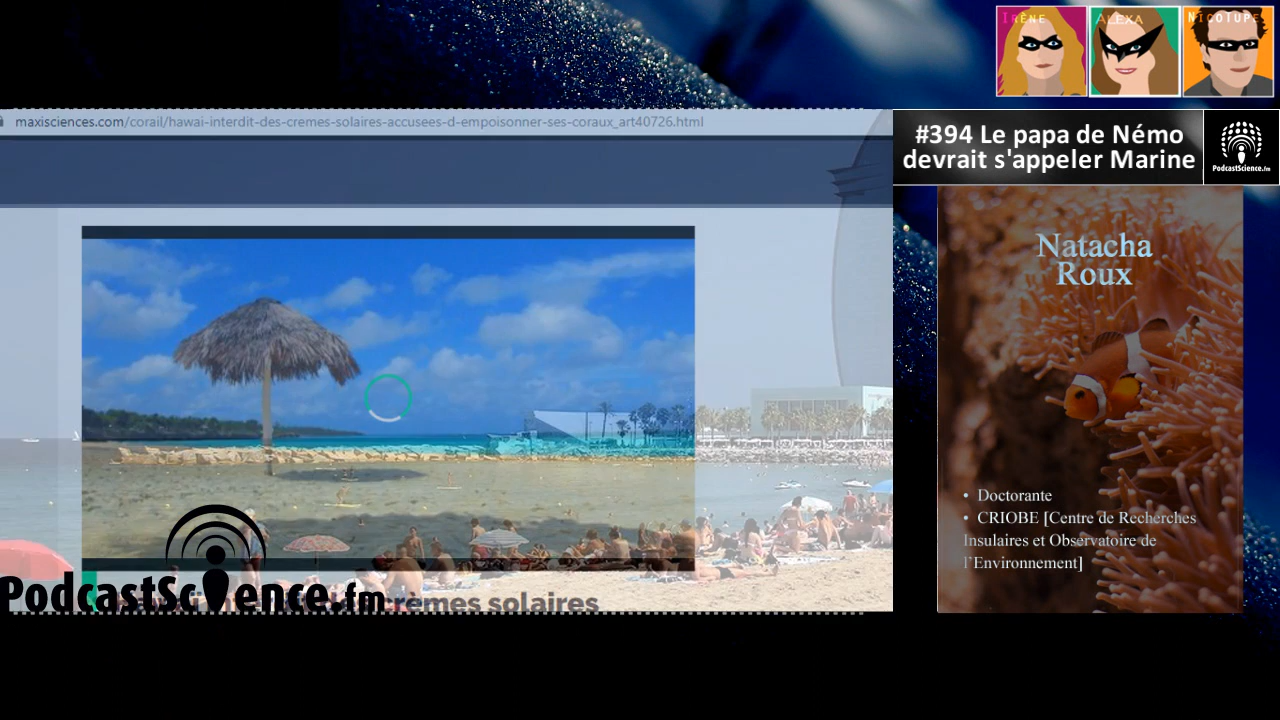 IRÈNE
ALEXA
NICOTUPE
maxisciences.com/corail/hawai-interdit-des-cremes-solaires-accusees-d-empoisonner-ses-coraux_art40726.html
#394 Le papa de Némo
devrait s'appeler Marine
PodcastScience.fm
Natacha
Roux
• Doctorante
• CRIOBE [Centre de Recherches
Insulaires et Observatoire de
l'Environnement]
PodcastScience.fm
crèmes solaires